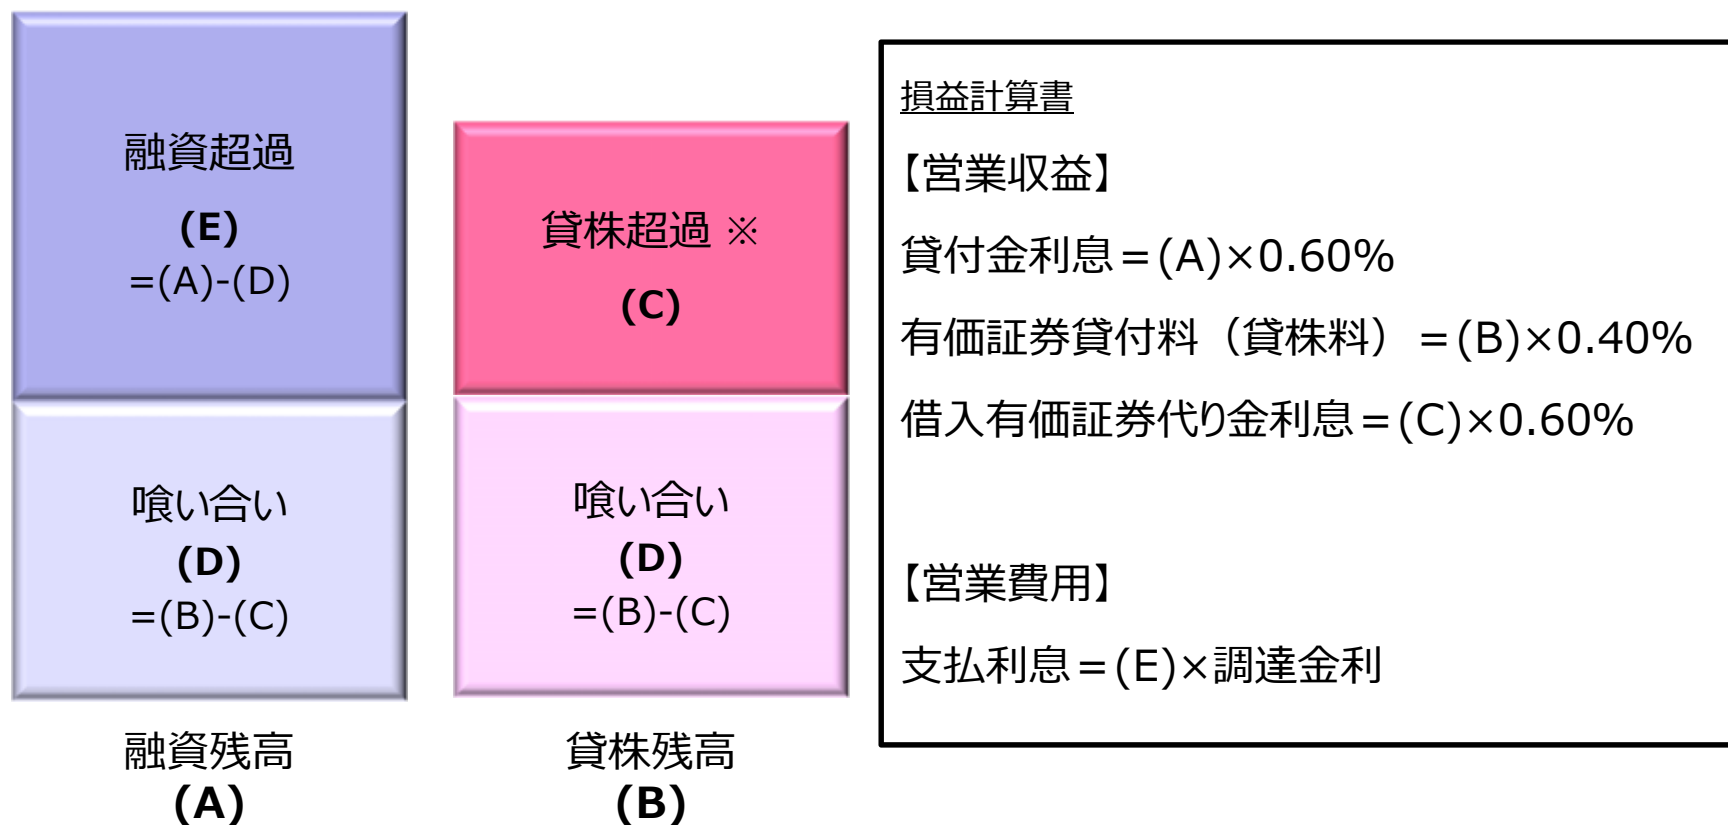 融資超過
(E)
=(A)-(D)
喰い合い
(D)
=(B)-(C)
融資残高
(A)
貸株超過 ※
(C)
喰い合い
(D)
=(B)-(C)
貸株残高
(B)
損益計算書
【営業収益】
貸付金利息＝(A)×0.60%
有価証券貸付料（貸株料）＝(B)×0.40%
借入有価証券代り金利息＝(C)×0.60%
【営業費用】
支払利息＝(E)×調達金利